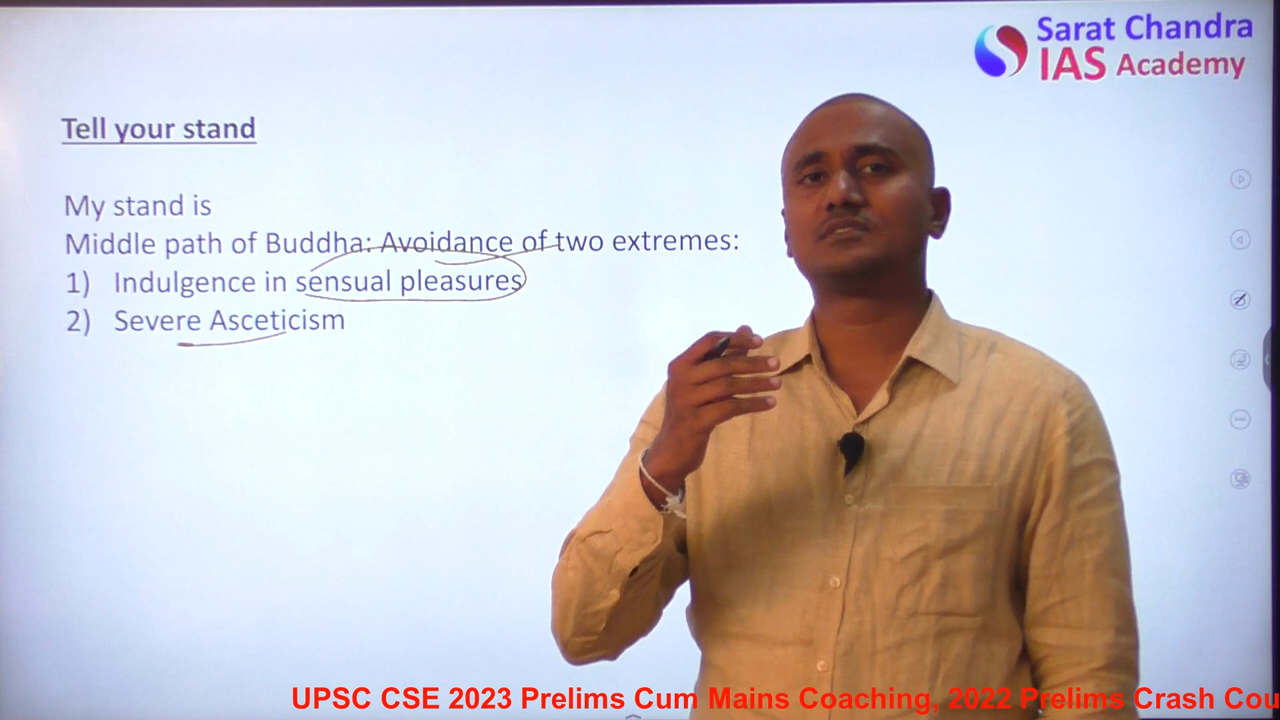 Sarat Chandra
IAS Academy
Tell your stand
My stand is
Middle path of Buddha: Avoidance of two extremes:
1) Indulgence in sensual pleasures
2) Severe Asceticism
UPSC CSE 2023 Prelims Cum Mains Coaching, 2022 Prelims Crash Cou